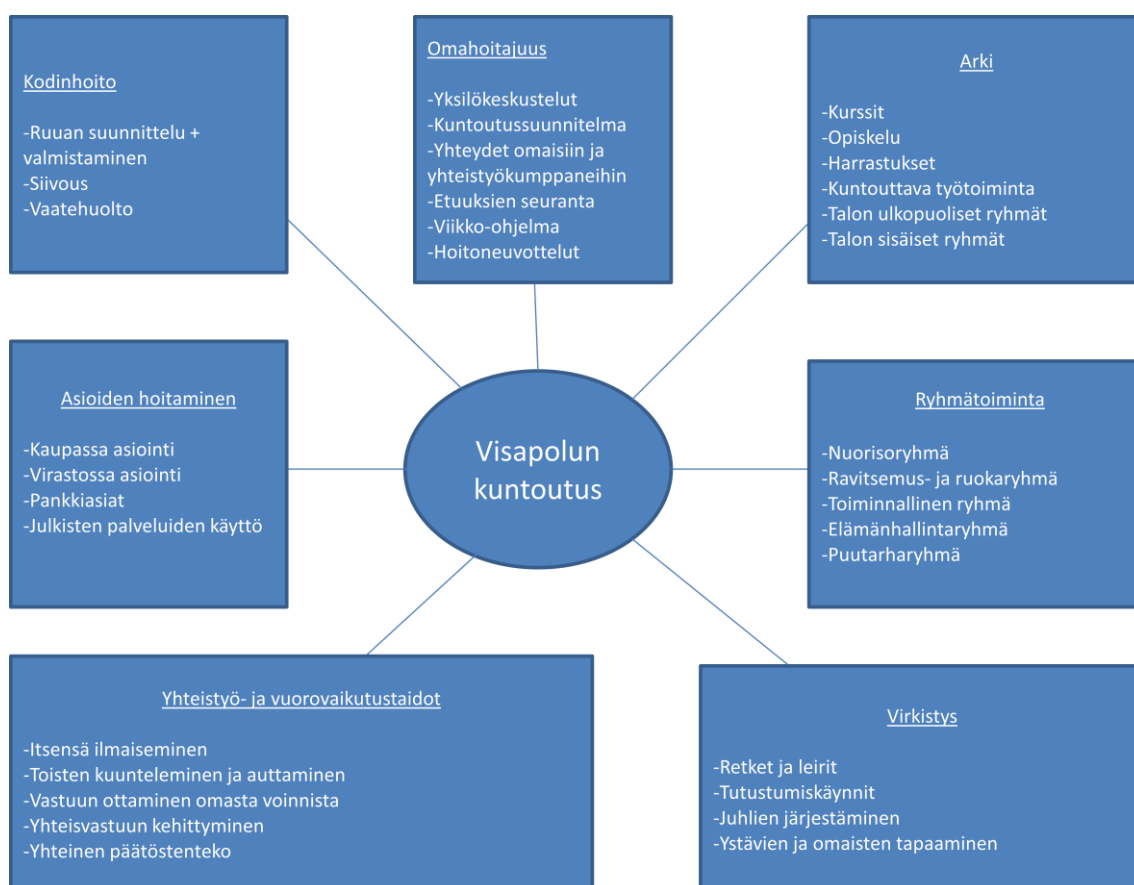 Kodinhoito
-Ruuan suunnittelu +
valmistaminen
-Siivous
-Vaatehuolto
Omahoitajuus
-Yksilökeskustelut
-Kuntoutussuunnitelma
-Yhteydet omaisiin ja
yhteistyökumppaneihin
-Etuuksien seuranta
-Viikko-ohjelma
-Hoitoneuvottelut
Arki
-Kurssit
-Opiskelu
-Harrastukset
-Kuntouttava työtoiminta
-Talon ulkopuoliset ryhmät
-Talon sisäiset ryhmät
Asioiden hoitaminen
-Kaupassa asiointi
-Virastossa asiointi
-Pankkiasiat
-Julkisten palveluiden käyttö
Visapolun
kuntoutus
Ryhmätoiminta
-Nuorisoryhmä
-Ravitsemus- ja ruokaryhmä
-Toiminnallinen ryhmä
-Elämänhallintaryhmä
-Puutarharyhmä
Yhteistyö- ja vuorovaikutustaidot
-Itsensä ilmaiseminen
-Toisten kuunteleminen ja auttaminen
-Vastuun ottaminen omasta voinnista
-Yhteisvastuun kehittyminen
-Yhteinen päätöstenteko
Virkistys
-Retket ja leirit
-Tutustumiskäynnit
-Juhlien järjestäminen
-Ystävien ja omaisten tapaaminen